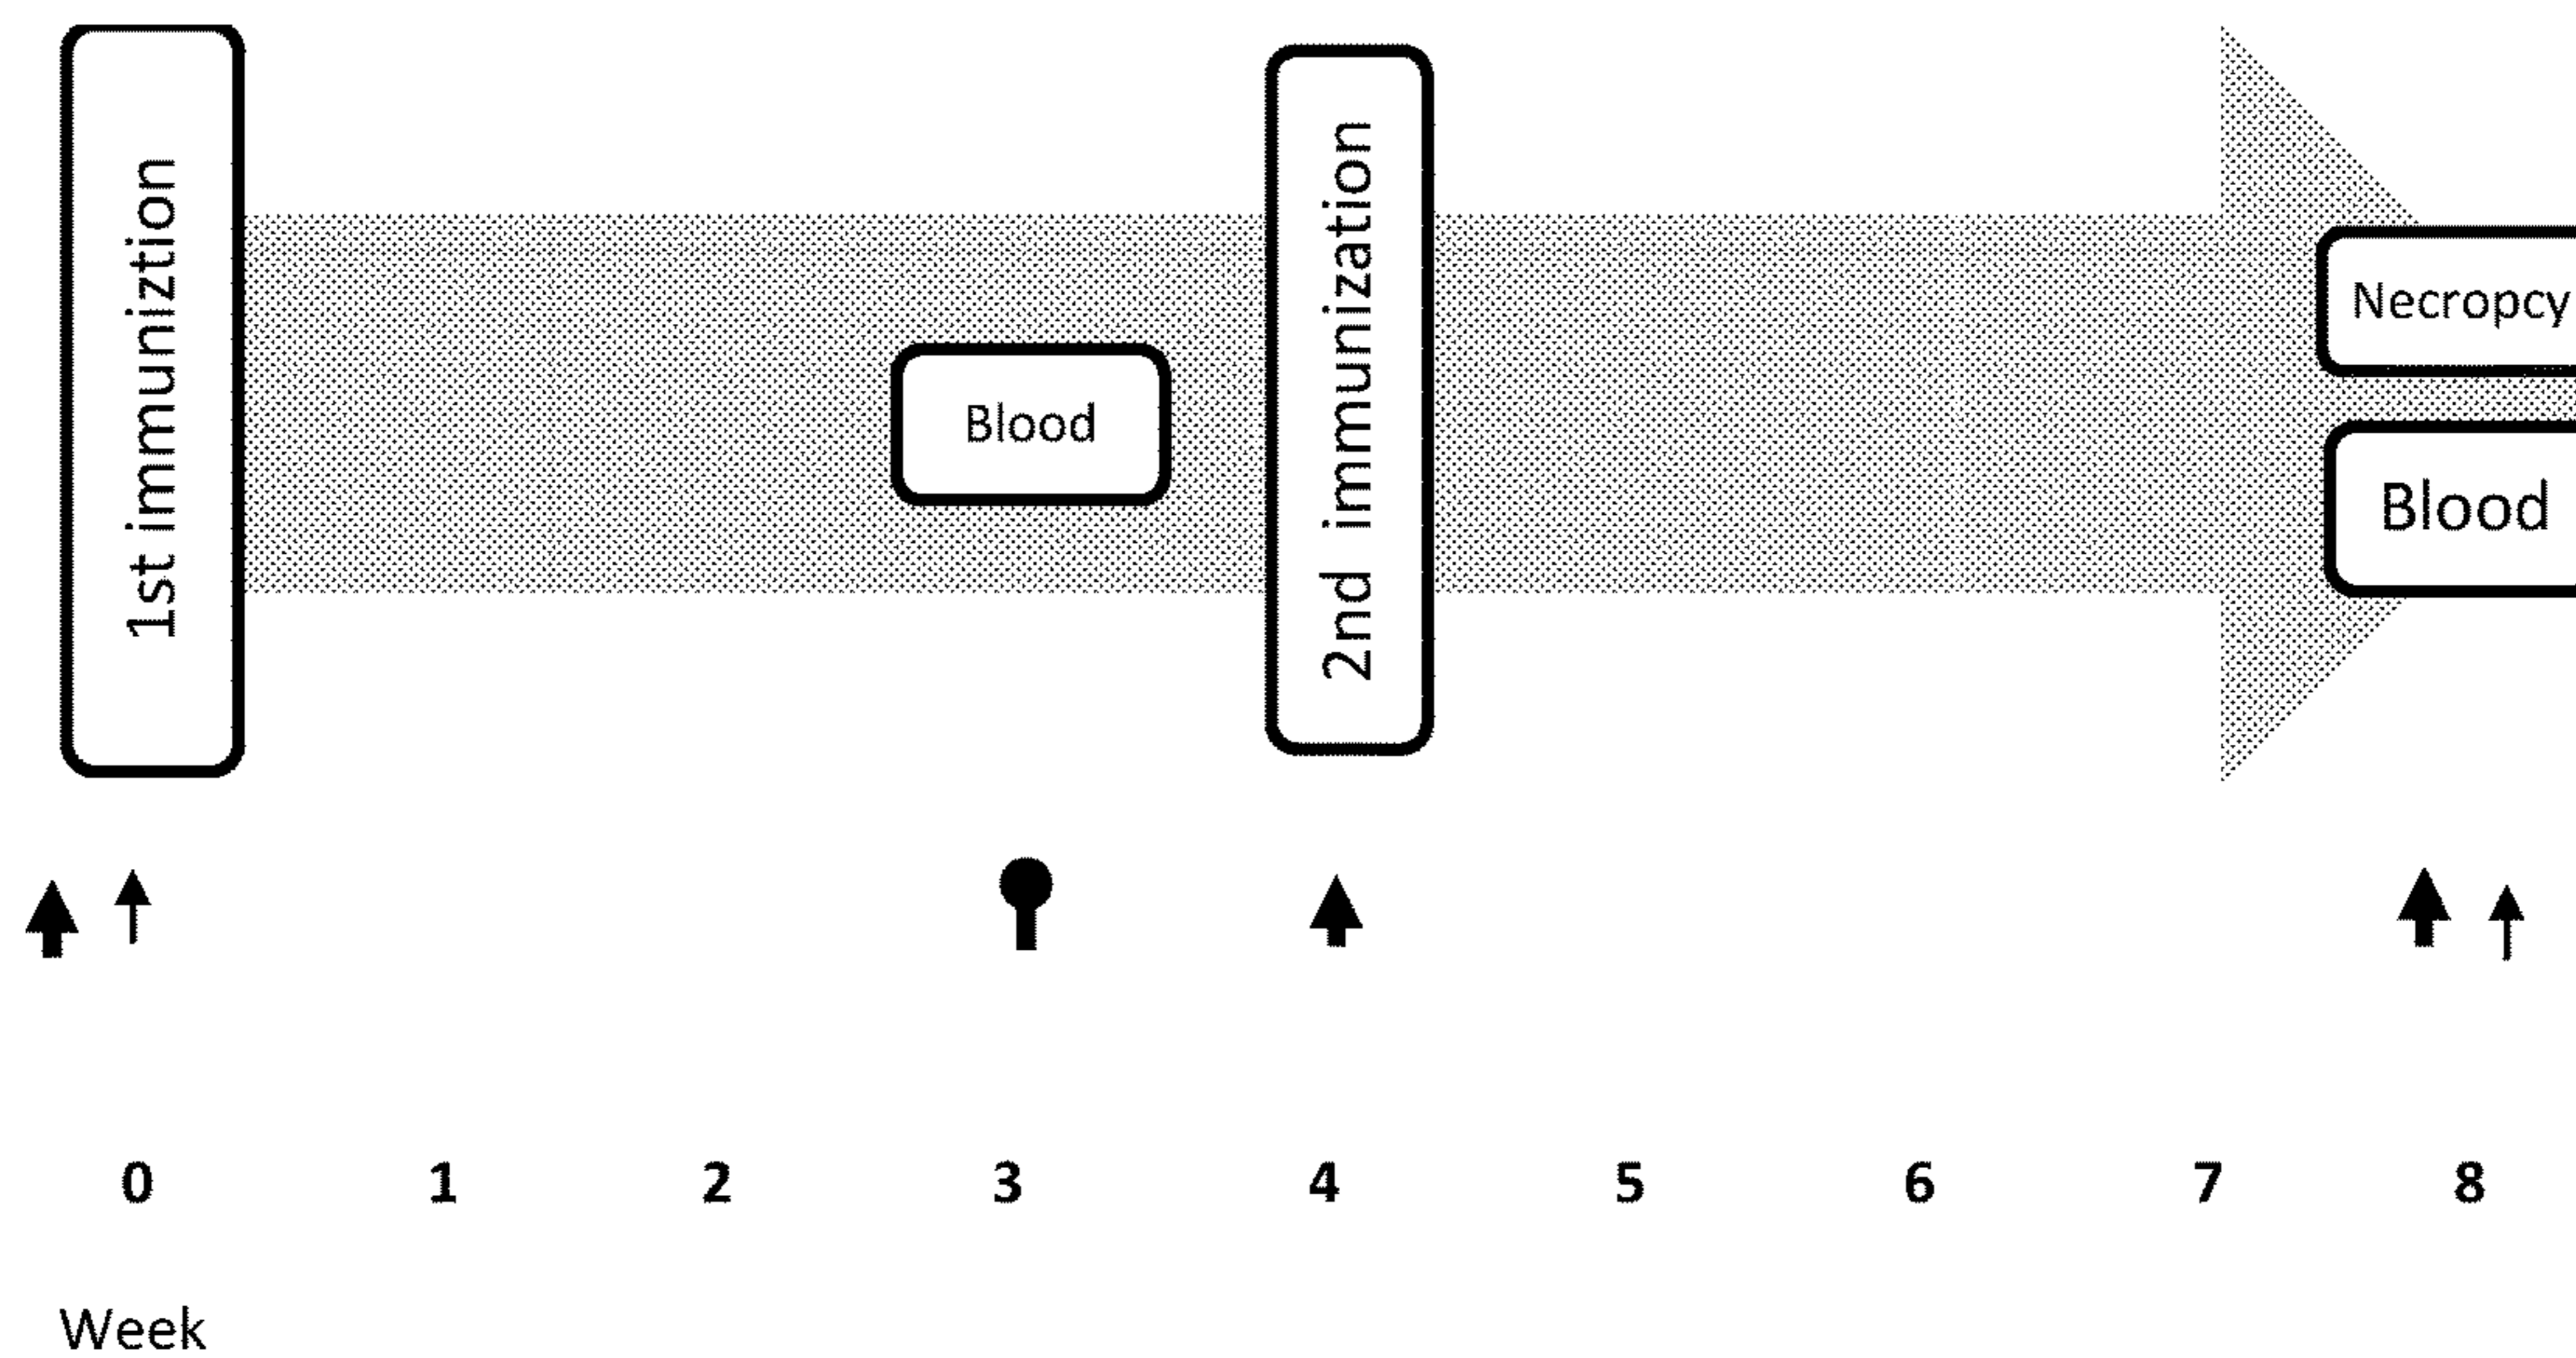 1st immuniztion
Blood
2nd immunization
Necropcy
Blood
0 1 2 3 4 5 6 7 8
Week